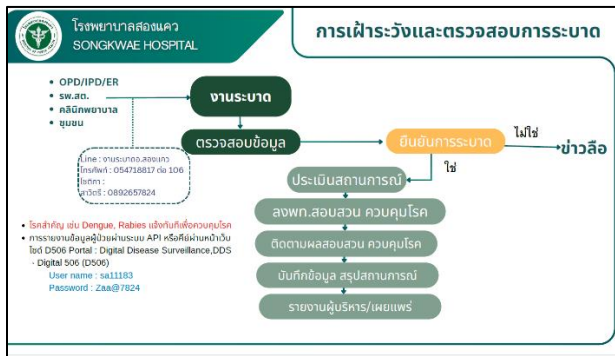 โรงพยาบาลสองแคว
SONGKWAE HOSPITAL
การเฝ้าระวังและตรวจสอบการระบาด
• OPD/IPD/ER
• รพ.สต.
• คลินิกพยาบาล
• ชุมชน
งานระบาด
ตรวจสอบข้อมูล
ยืนยันการระบาด
ไม่ใช่
ข่าวลือ
ใช่
Line : งานระบาดอ.สองแคว
โทรศัพท์ : 054718817 ต่อ 106
โชติกา :
สาวิตรี : 0892657824
ประเมินสถานการณ์
ลงพท.สอบสวน ควบคุมโรค
ติดตามผลสอบสวน ควบคุมโรค
บันทึกข้อมูล สรุปสถานการณ์
รายงานผู้บริหาร/เผยแพร่
• โรคสำคัญ เช่น Dengue, Rabies แจ้งทันทีเพื่อควบคุมโรค
• การรายงานข้อมูลผู้ป่วยผ่านระบบ API หรือคีย์ผ่านหน้าเว็บ
ไซต์ D506 Portal : Digital Disease Surveillance,DDS
- Digital 506 (D506)
User name : sa11183
Password : Zaa@7824